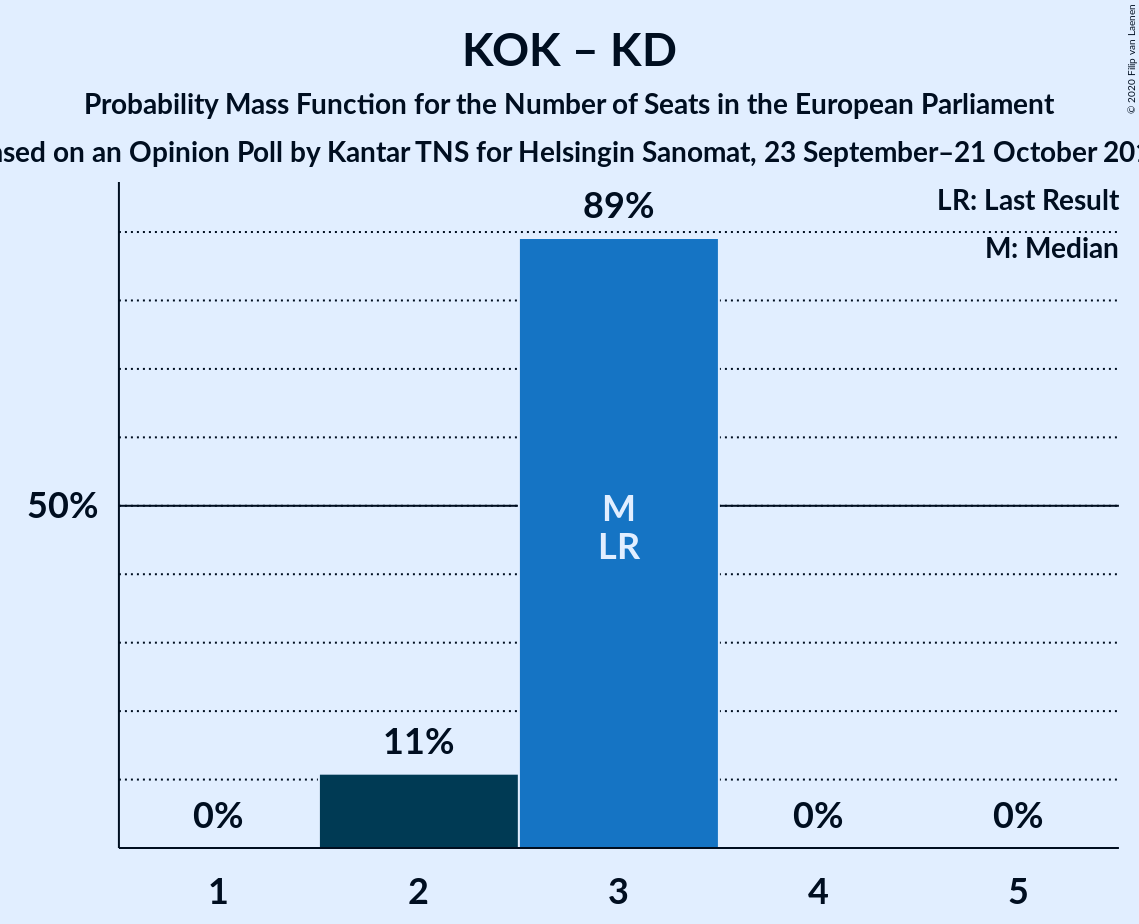 KOK – KD
Probability Mass Function for the Number of Seats in the European Parliament
on an Opinion Poll by Kantar TNS for Helsingin Sanomat, 23 September–21 October
© 2020 Filip van Laenen
LR: Last Result
M: Median
89%
50%
M
LR
11%
0%
0%
0%
1
2
3
4
5